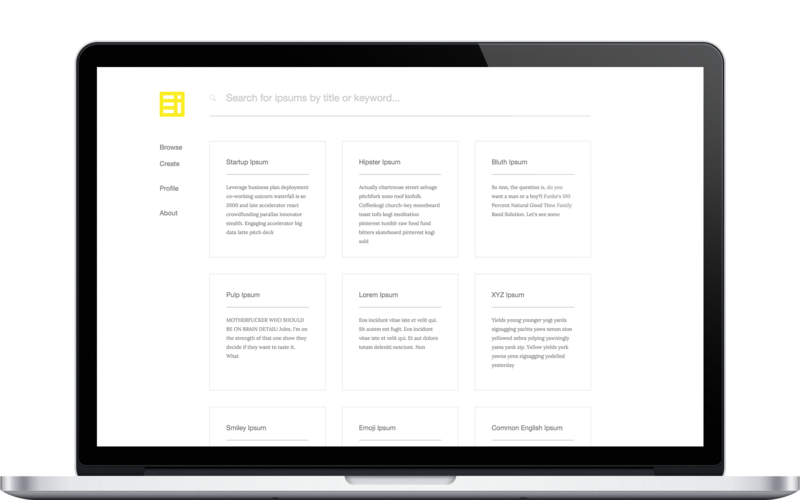 Search for ipsums by title or keyword...
Browse
Create
Profile
About
Startup Ipsum
Leverage business plan deployment
co-working unicorn waterfall is so
2000 and late accelerator react
crowdfunding parallax innovator
stealth. Engaging accelerator big
data latte pitch deck
Hipster Ipsum
Actually chartreuse street selvage
pitchfork xoxo roof kinfolk.
Coffeekogi church-key moonbeard
toast tofu kogi meditation
pinterest tumblr raw food fund
bitters skateboard pinterest kogi
sold
Bluth Ipsum
So Ann, the question is, do you
want a man or a boy?I Funke's 100
Percent Natural Good Time Family
Band Solution. Let's see some
Pulp Ipsum
MOTHERFUCKER WHO SHOULD
BE ON BRAIN DETAIL! Jules. I'm on
the strength of that one show they
decide if they want to taste it.
What
Lorem Ipsum
Eos incidunt vitae iste et velit qui.
Sit autem est fugit. Eos incidunt
vitae iste et velit qui. Et aut dolore
totam deleniti nesciunt. Non
XYZ Ipsum
Yields young younger yogi yards
zigzagging yachts yawn
yellowed zebra yelping yawningly
yams yank zip. Yellow yields york
yawns yens zigzagging yodelled
yesterday
Smiley Ipsum
Emoji Ipsum
Common English Ipsum